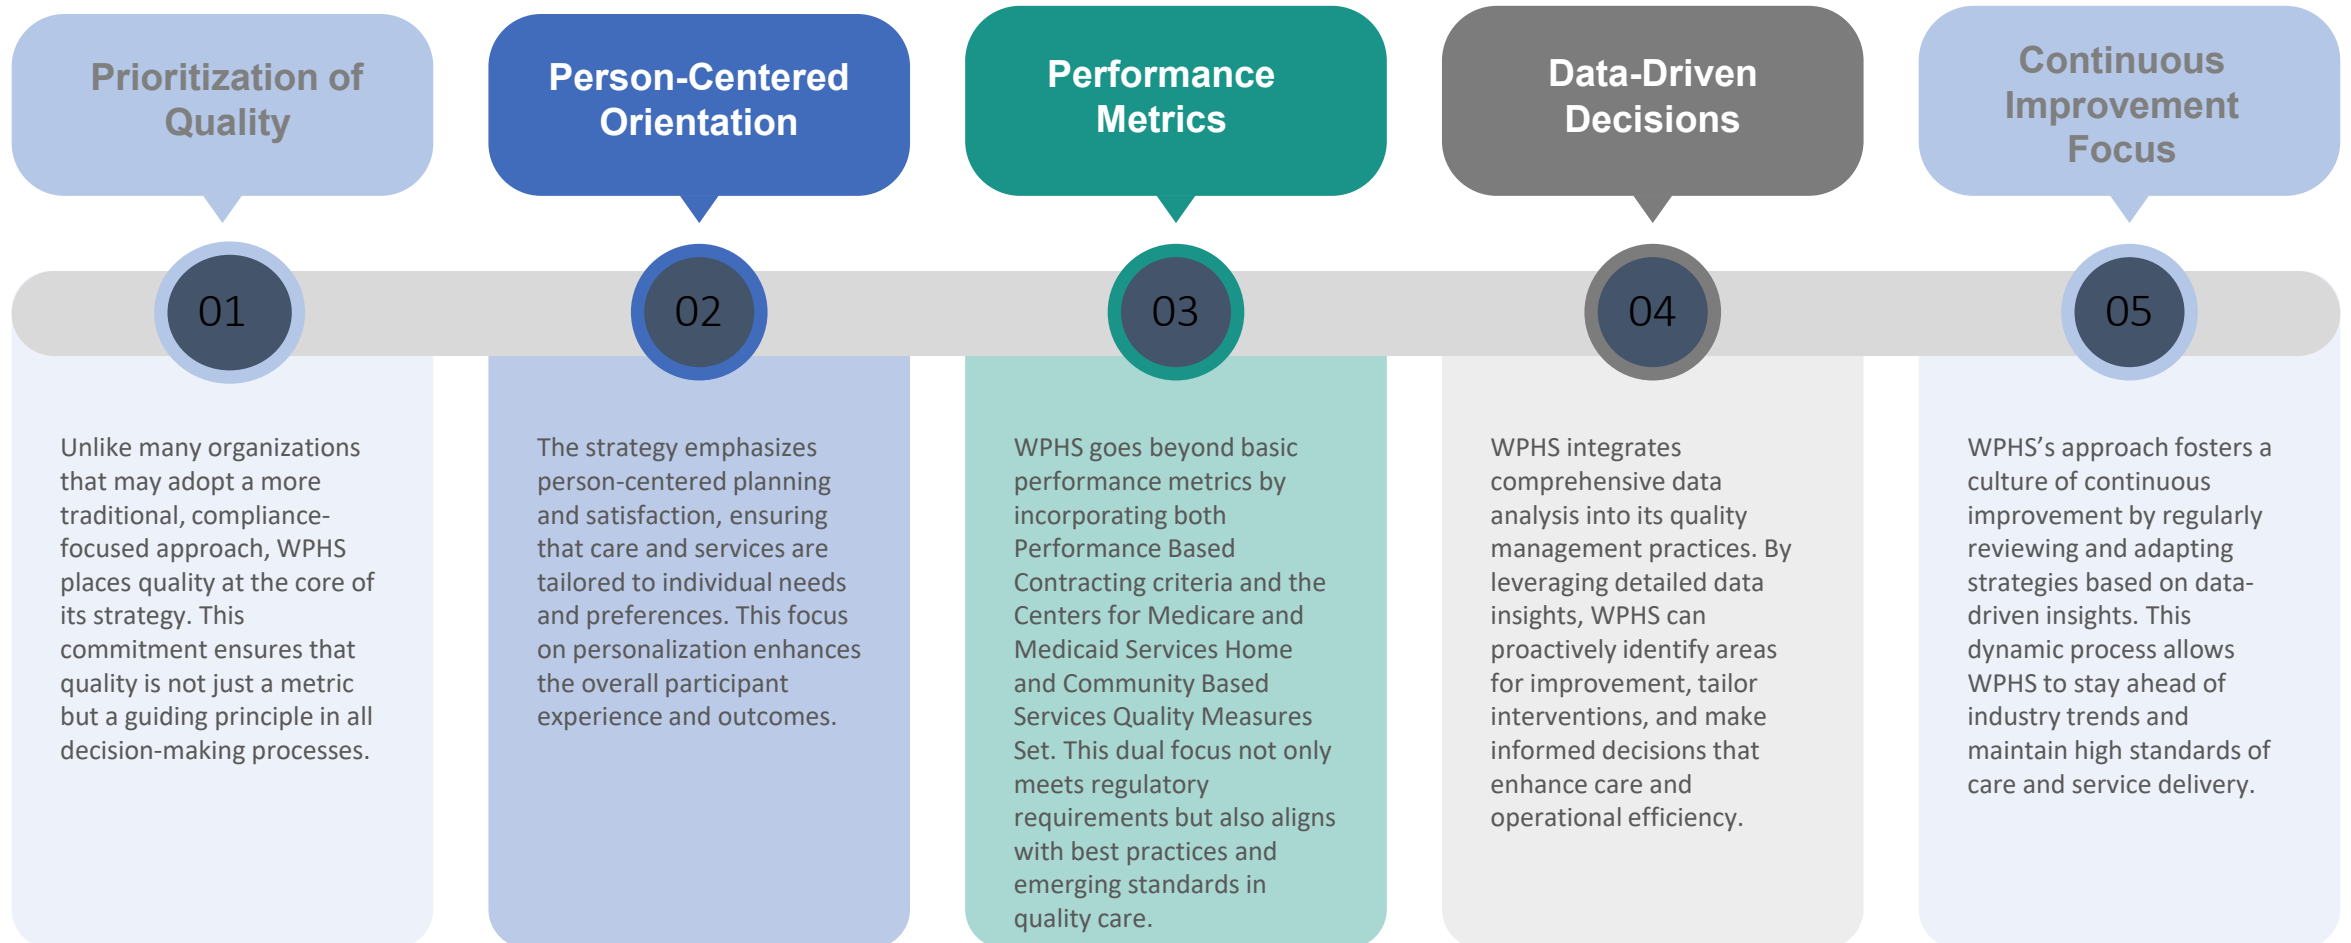 Prioritization of
Quality
Person-Centered
Orientation
Performance
Metrics
Data-Driven
Decisions
Continuous
Improvement
Focus
01
02
03
04
05
Unlike many organizations
that may adopt a more
traditional, compliance-
focused approach, WPHS
places quality at the core of
its strategy. This
commitment ensures that
quality is not just a metric
but a guiding principle in all
decision-making processes.
The strategy emphasizes
person-centered planning
and satisfaction, ensuring
that care and services are
tailored to individual needs
and preferences. This focus
on personalization enhances
the overall participant
experience and outcomes.
WPHS goes beyond basic
performance metrics by
incorporating both
Performance Based
Contracting criteria and the
Centers for Medicare and
Medicaid Services Home
and Community Based
Services Quality Measures
Set. This dual focus not only
meets regulatory
requirements but also aligns
with best practices and
emerging standards in
quality care.
WPHS integrates
comprehensive data
analysis into its quality
management practices. By
leveraging detailed data
insights, WPHS can
proactively identify areas
for improvement, tailor
interventions, and make
informed decisions that
enhance care and
operational efficiency.
WPHS’s approach fosters a
culture of continuous
improvement by regularly
reviewing and adapting
strategies based on data-
driven insights. This
dynamic process allows
WPHS to stay ahead of
industry trends and
maintain high standards of
care and service delivery.